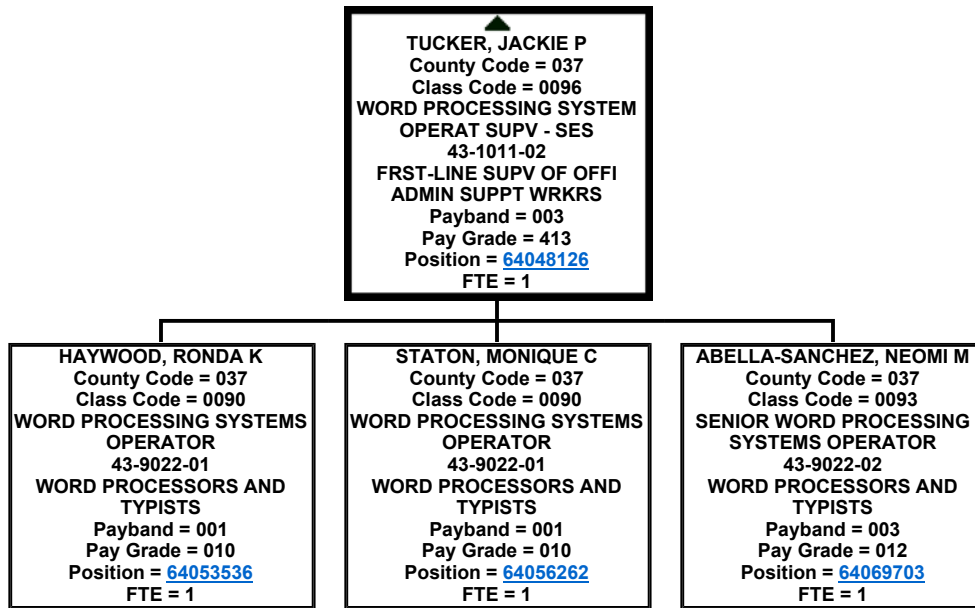 TUCKER, JACKIE P
County Code = 037
Class Code = 0096
WORD PROCESSING SYSTEM
OPERAT SUPV - SES
43-1011-02
FRST-LINE SUPV OF OFFI
ADMIN SUPPT WRKRS
Payband = 003
Pay Grade = 413
Position = 64048126
FTE = 1
HAYWOOD, RONDA K
County Code = 037
Class Code = 0090
WORD PROCESSING SYSTEMS
OPERATOR
43-9022-01
WORD PROCESSORS AND
TYPISTS
Payband = 001
Pay Grade = 010
Position = 64053536
FTE = 1
STATON, MONIQUE C
County Code = 037
Class Code = 0090
WORD PROCESSING SYSTEMS
OPERATOR
43-9022-01
WORD PROCESSORS AND
TYPISTS
Payband = 001
Pay Grade = 010
Position = 64056262
FTE = 1
ABELLA-SANCHEZ, NEOMI M
County Code = 037
Class Code = 0093
SENIOR WORD PROCESSING
SYSTEMS OPERATOR
43-9022-02
WORD PROCESSORS AND
TYPISTS
Payband = 003
Pay Grade = 012
Position = 64069703
FTE = 1